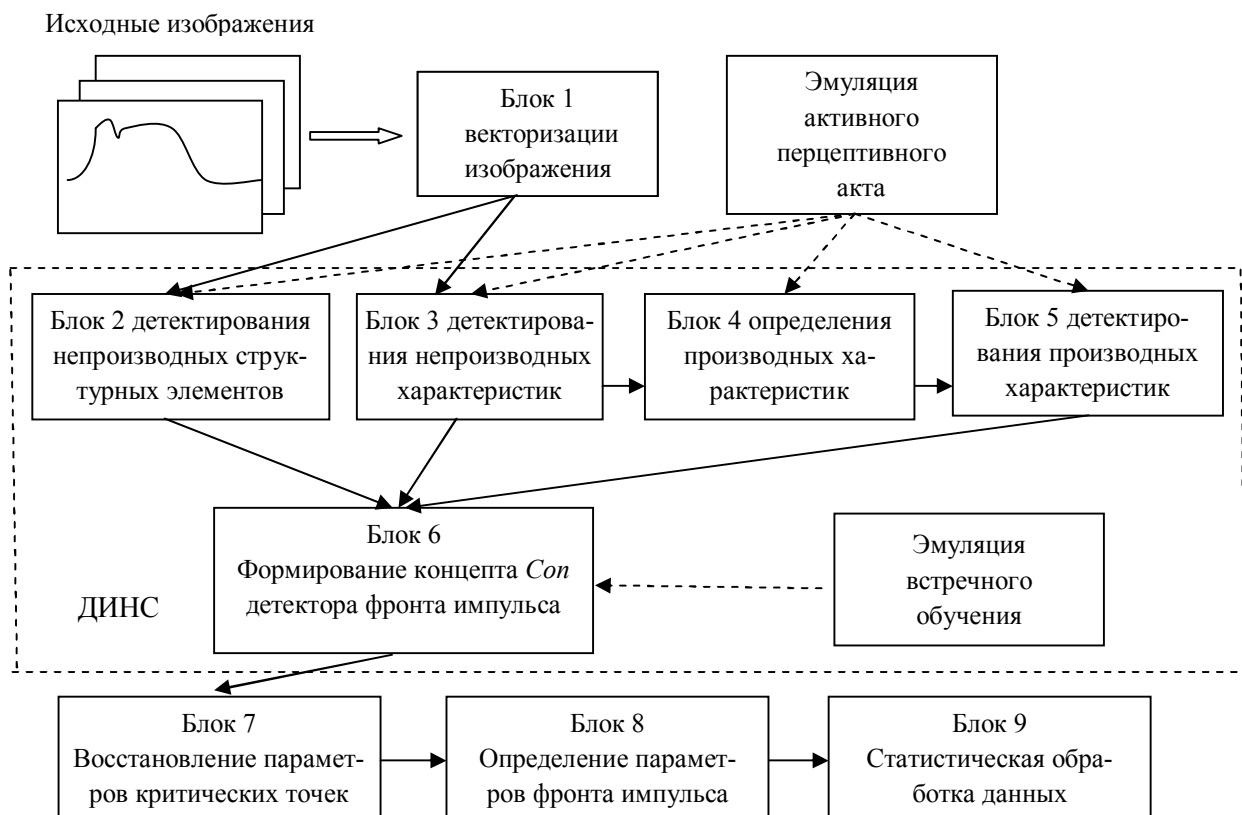 Исходные изображения
Блок 1
векторизации
изображения
Эмуляция
активного
перцептивного
акта
Блок 2 детектирования
непроизводных струк-
турных элементов
Блок 3 детектирова-
ния непроизводных
характеристик
Блок 4 определения
производных ха-
рактеристик
Блок 5 детектиро-
вания производных
характеристик
Блок 6
Формирование концепта Con
детектора фронта импульса
Эмуляция
встречного
обучения
ДИНС
Блок 7
Восстановление парамет-
ров критических точек
Блок 8
Определение парамет-
ров фронта импульса
Блок 9
Статистическая обра-
ботка данных